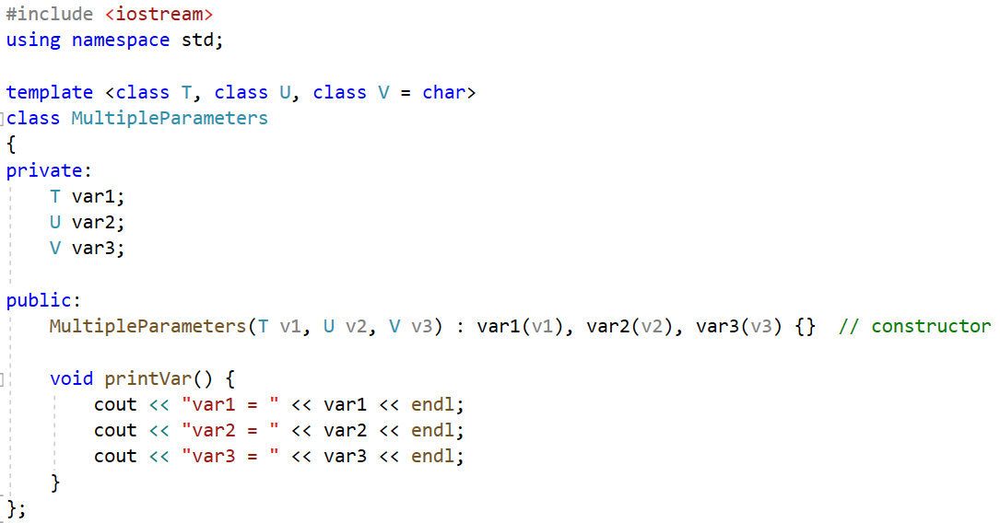 #include <iostream>
using namespace std;
template <class T, class U, class V = char>
class MultipleParameters
{
private:
    T var1;
    U var2;
    V var3;
public:
    MultipleParameters(T v1, U v2, V v3) : var1(v1), var2(v2), var3(v3) {}  // constructor
    void printVar() {
        cout << "var1 = " << var1 << endl;
        cout << "var2 = " << var2 << endl;
        cout << "var3 = " << var3 << endl;
    }
};